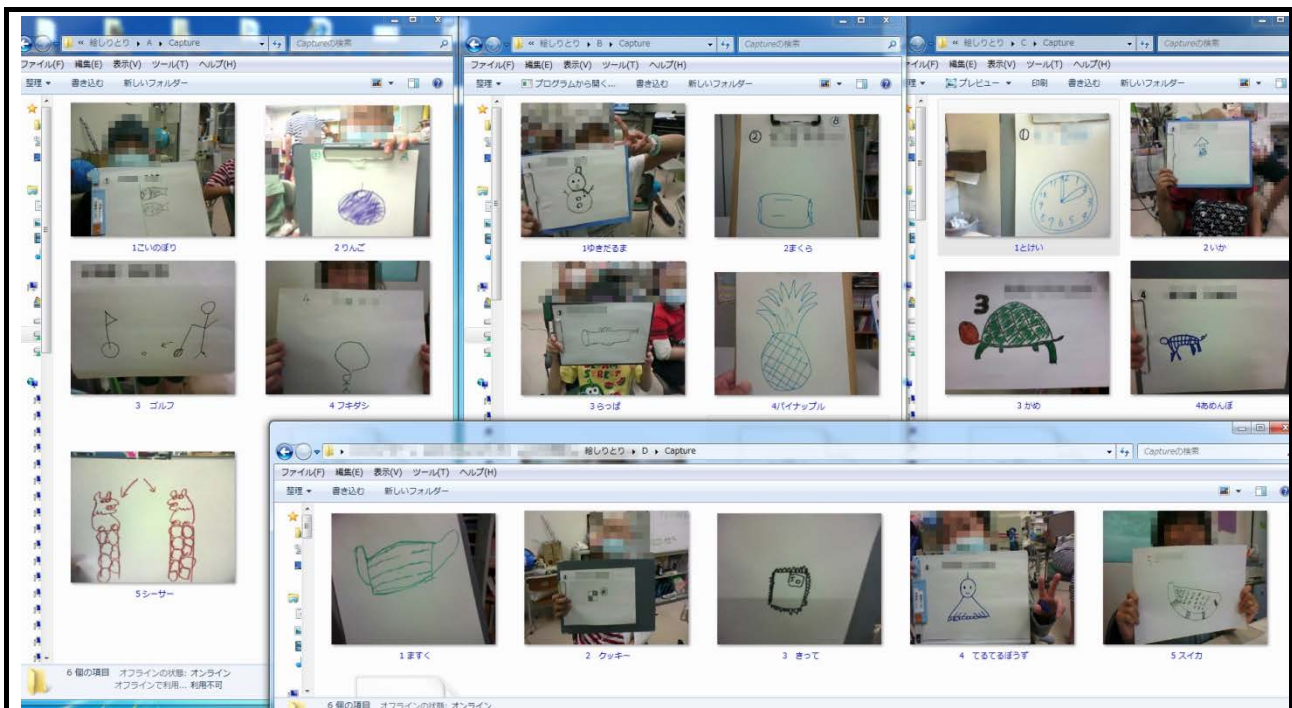 « 絵しりとり ▸ A ▸ Capture
Captureの検索
ファイル(F) 編集(E) 表示(V) ツール(T) ヘルプ(H)
整理 書き込む 新しいフォルダー
1こいのぼり
2りんご
3 ゴルフ
4フキダシ
5シーサー
6 個の項目 オフラインの状態: オンライン
オフラインで利用... 利用不可
« 絵しりとり ▸ B ▸ Capture
Captureの検索
ファイル(F) 編集(E) 表示(V) ツール(T) ヘルプ(H)
整理 プログラムから開く... 書き込む 新しいフォルダー
② B
1ゆきだるま
2まくら
3らっぱ
4パイナップル
« 絵しりとり ▸ C ▸ Capture
Captureの検索
ァイル(F) 編集(E) 表示(V) ツール(T) ヘルプ(H)
理 プレビュー 印刷 書き込む 新しいフォルダー
①
1とけい
2いか
3
4
3かめ
4あめんぼ
絵しりとり ▸ D ▸ Capture
Captureの検索
ファイル(F) 編集(E) 表示(V) ツール(T) ヘルプ(H)
整理 書き込む 新しいフォルダー
1ますく
2 クッキー
3 きって
4 てるてるぼうず
5スイカ
6 個の項目 オフラインの状態: オンライン